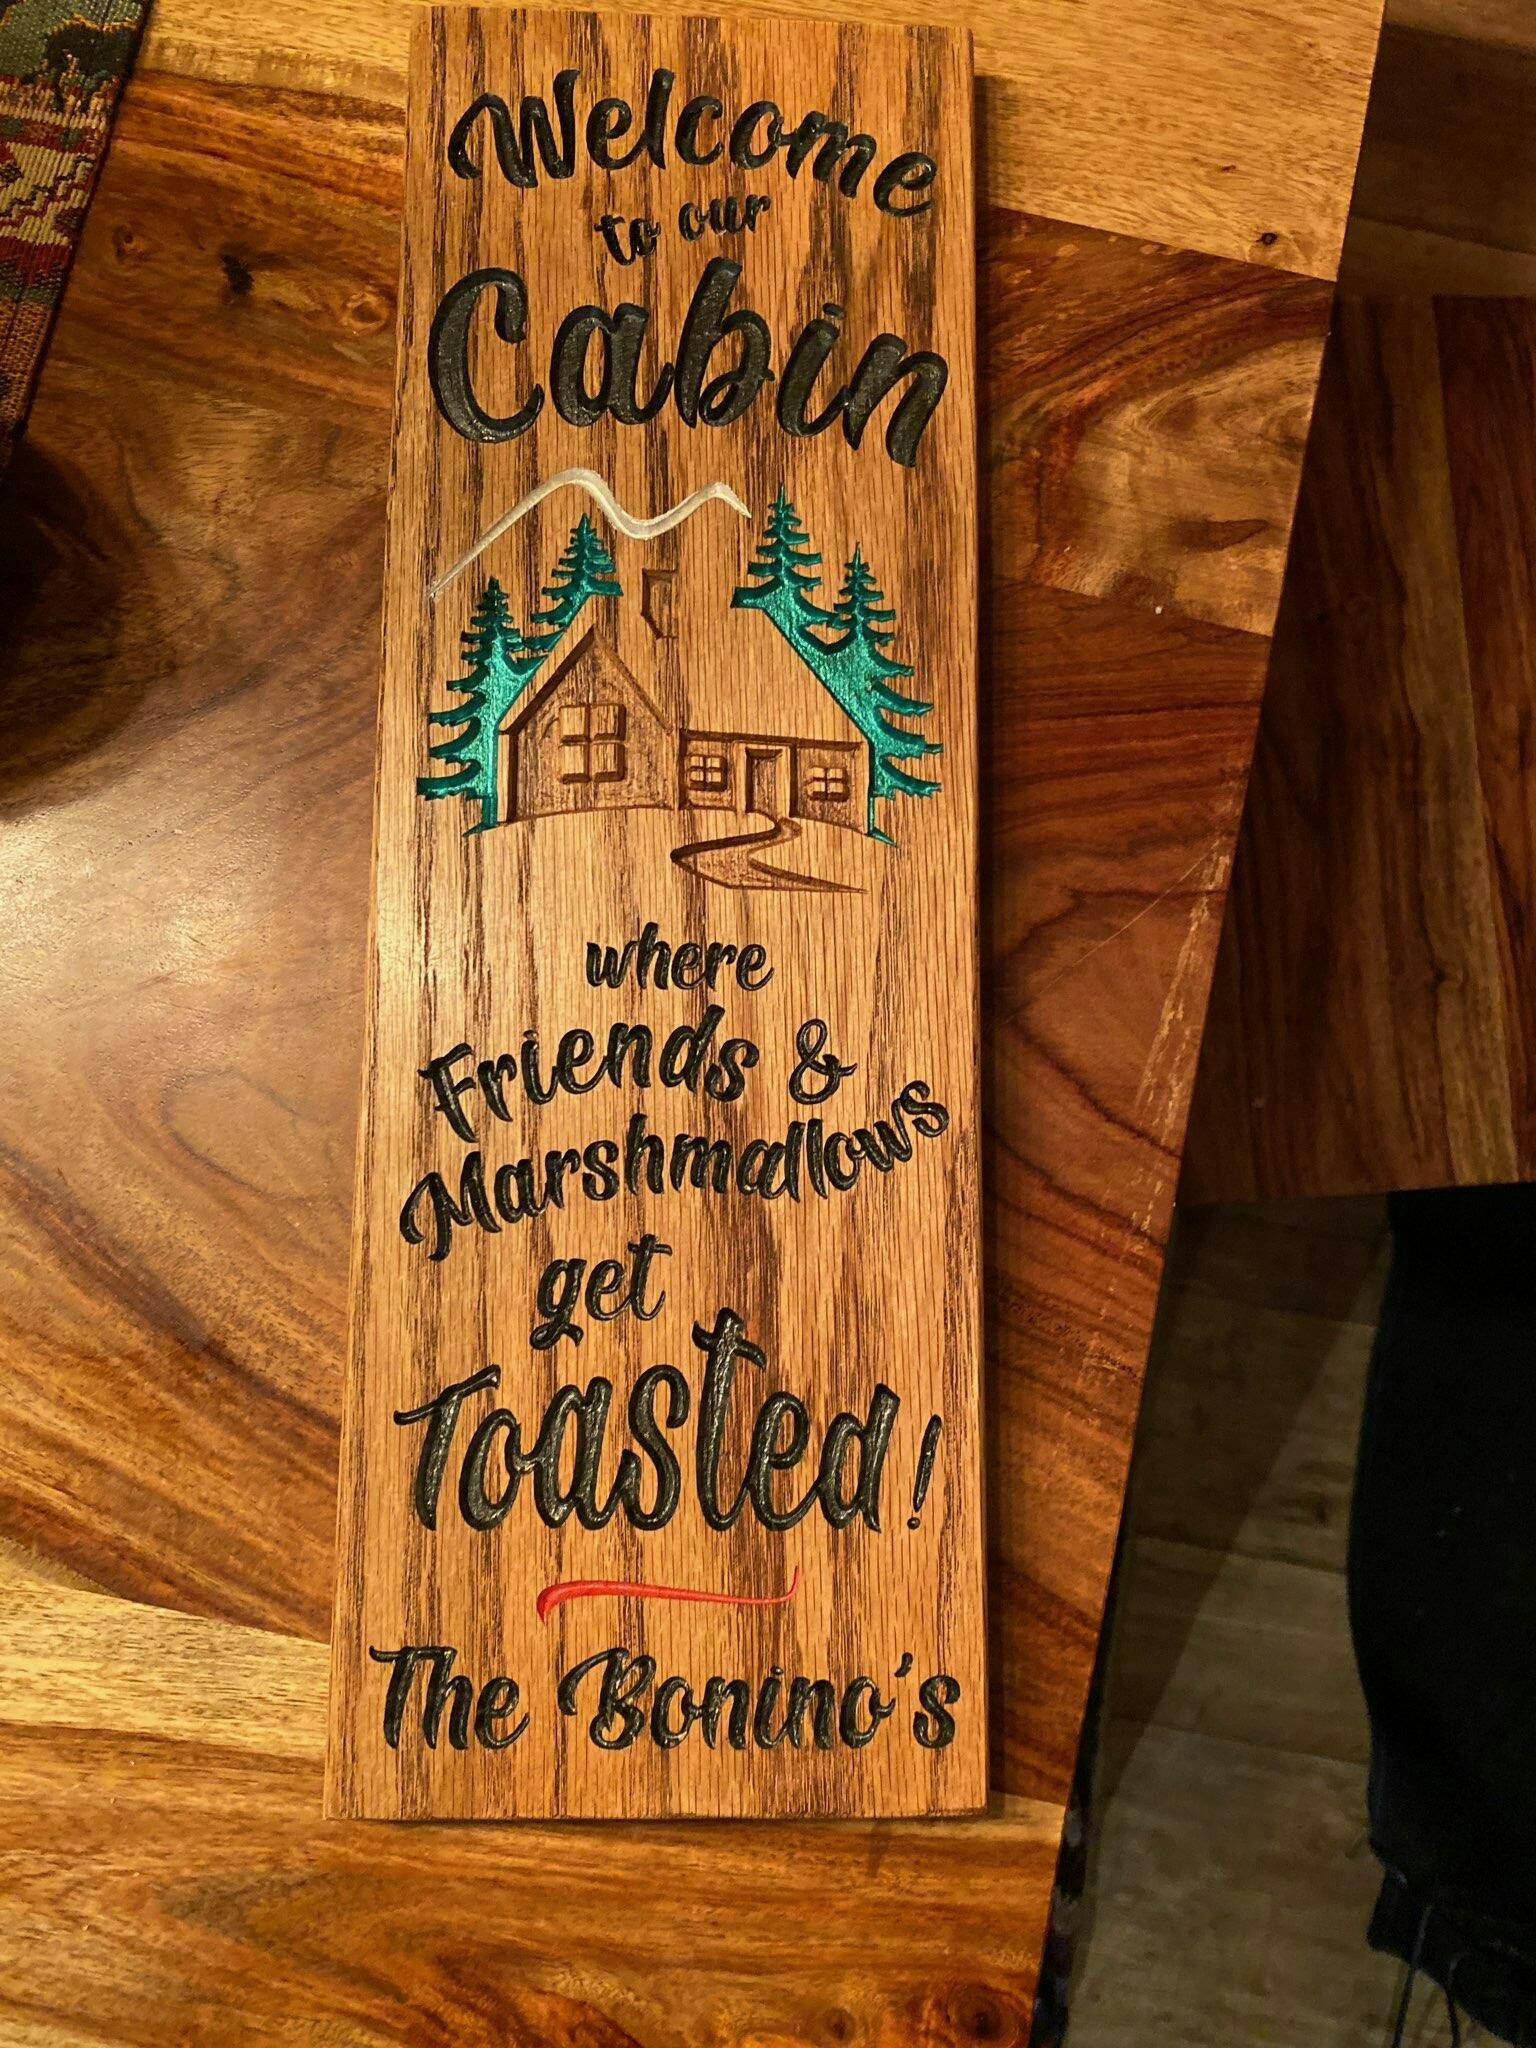 Welcome
to our
Cabin
where
Friends &
Marshmallows
get
Toasted!
The Bonino's